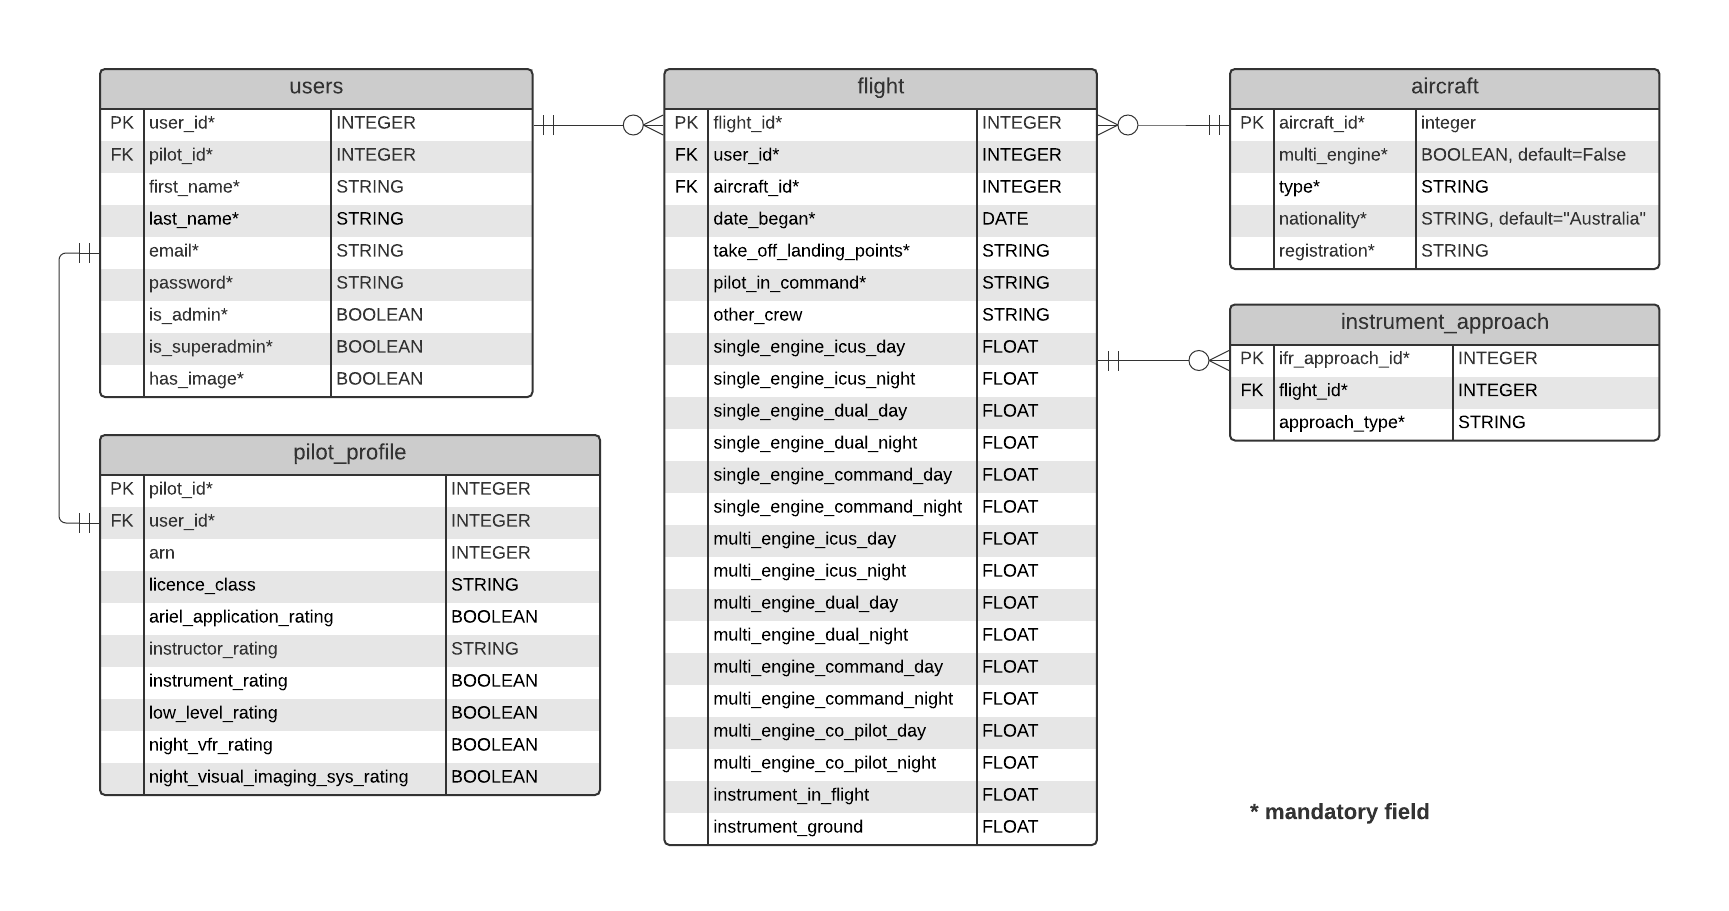 users
PK user_id* INTEGER
FK pilot_id* INTEGER
first_name* STRING
last_name* STRING
email* STRING
password* STRING
is_admin* BOOLEAN
is_superadmin* BOOLEAN
has_image* BOOLEAN
pilot_profile
PK pilot_id* INTEGER
FK user_id* INTEGER
arn INTEGER
licence_class STRING
ariel_application_rating BOOLEAN
instructor_rating STRING
instrument_rating BOOLEAN
low_level_rating BOOLEAN
night_vfr_rating BOOLEAN
night_visual_imaging_sys_rating BOOLEAN
flight
PK flight_id* INTEGER
FK user_id* INTEGER
FK aircraft_id* INTEGER
date_began* DATE
take_off_landing_points* STRING
pilot_in_command* STRING
other_crew STRING
single_engine_icus_day FLOAT
single_engine_icus_night FLOAT
single_engine_dual_day FLOAT
single_engine_dual_night FLOAT
single_engine_command_day FLOAT
single_engine_command_night FLOAT
multi_engine_icus_day FLOAT
multi_engine_icus_night FLOAT
multi_engine_dual_day FLOAT
multi_engine_dual_night FLOAT
multi_engine_command_day FLOAT
multi_engine_command_night FLOAT
multi_engine_co_pilot_day FLOAT
multi_engine_co_pilot_night FLOAT
instrument_in_flight FLOAT
instrument_ground FLOAT
aircraft
PK aircraft_id* integer
multi_engine* BOOLEAN, default=False
type* STRING
nationality* STRING, default="Australia"
registration* STRING
instrument_approach
PK ifr_approach_id* INTEGER
FK flight_id* INTEGER
approach_type* STRING
* mandatory field